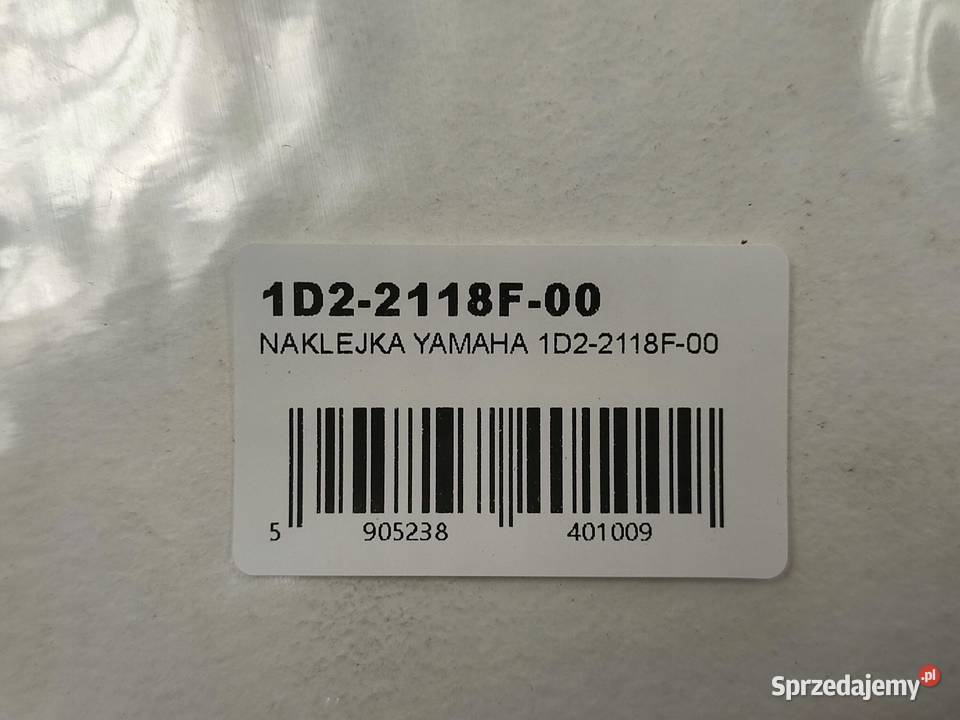 1D2-2118F-00
NAKLEJKA YAMAHA 1D2-2118F-00
5 905238 401009
Sprzedajemy.pl